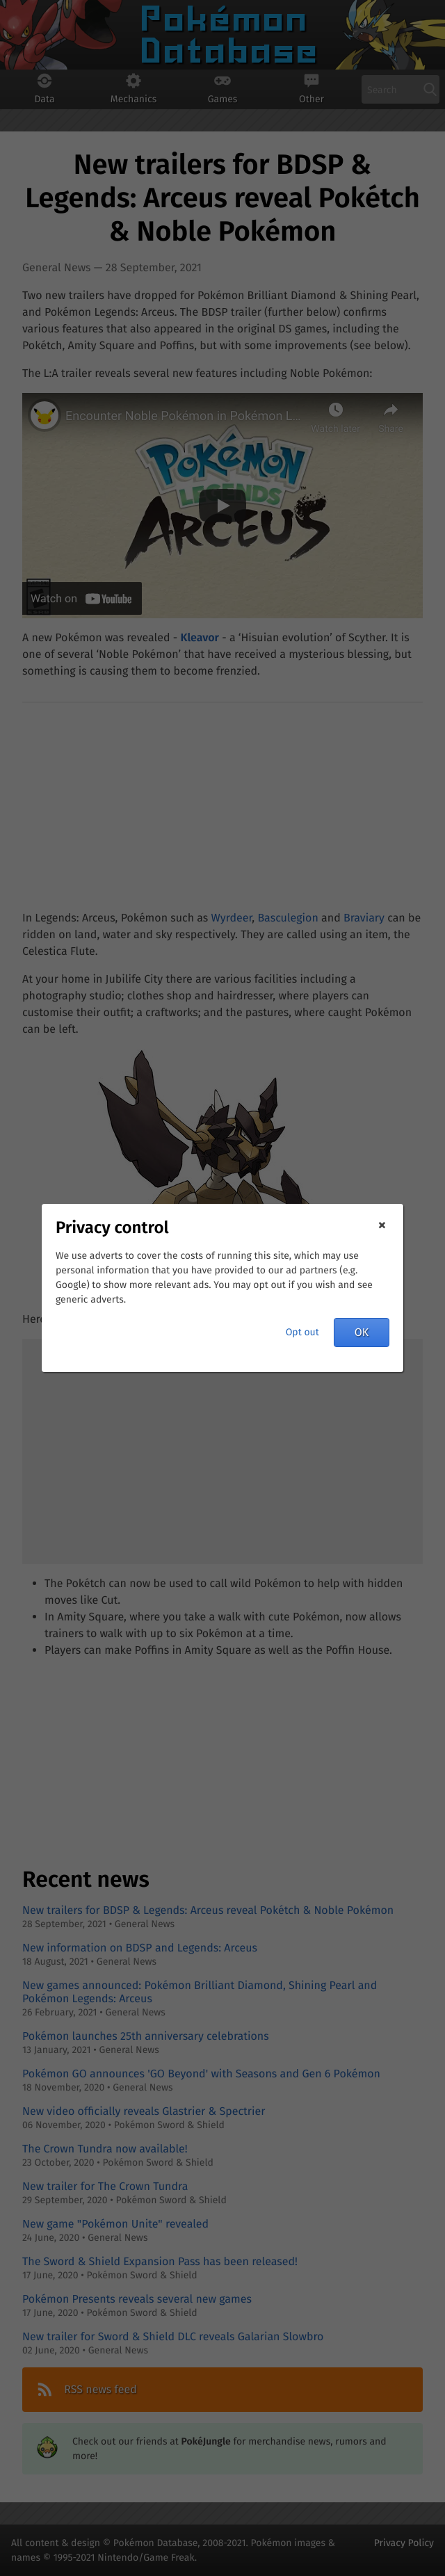 Pokémon
Database
Data
Mechanics
Games
Other
Search
New trailers for BDSP &
Legends: Arceus reveal Pokétch
& Noble Pokémon
General News — 28 September, 2021
Two new trailers have dropped for Pokémon Brilliant Diamond & Shining Pearl,
and Pokémon Legends: Arceus. The BDSP trailer (further below) confirms
various features that also appeared in the original DS games, including the
Pokétch, Amity Square and Poffins, but with some improvements (see below).
The L:A trailer reveals several new features including Noble Pokémon:
Encounter Noble Pokémon in Pokémon L...
Watch later
Share
POKÉMON
LEGENDS
ARCEUS
Watch on YouTube
A new Pokémon was revealed - Kleavor - a ‘Hisuian evolution’ of Scyther. It is
one of several ‘Noble Pokémon’ that have received a mysterious blessing, but
something is causing them to become frenzied.
In Legends: Arceus, Pokémon such as Wyrdeer, Basculegion and Braviary can be
ridden on land, water and sky respectively. They are called using an item, the
Celestica Flute.
At your home in Jubilife City there are various facilities including a
photography studio; clothes shop and hairdresser, where players can
customise their outfit; a craftworks; and the pastures, where caught Pokémon
can be left.
Privacy control
×
We use adverts to cover the costs of running this site, which may use
personal information that you have provided to our ad partners (e.g.
Google) to show more relevant ads. You may opt out if you wish and see
generic adverts.
Opt out
OK
The Pokétch can now be used to call wild Pokémon to help with hidden
moves like Cut.
In Amity Square, where you take a walk with cute Pokémon, now allows
trainers to walk with up to six Pokémon at a time.
Players can make Poffins in Amity Square as well as the Poffin House.
Recent news
New trailers for BDSP & Legends: Arceus reveal Pokétch & Noble Pokémon
28 September, 2021 • General News
New information on BDSP and Legends: Arceus
18 August, 2021 • General News
New games announced: Pokémon Brilliant Diamond, Shining Pearl and
Pokémon Legends: Arceus
26 February, 2021 • General News
Pokémon launches 25th anniversary celebrations
13 January, 2021 • General News
Pokémon GO announces 'GO Beyond' with Seasons and Gen 6 Pokémon
18 November, 2020 • General News
New video officially reveals Glastrier & Spectrier
06 November, 2020 • Pokémon Sword & Shield
The Crown Tundra now available!
23 October, 2020 • Pokémon Sword & Shield
New trailer for The Crown Tundra
29 September, 2020 • Pokémon Sword & Shield
New game "Pokémon Unite" revealed
24 June, 2020 • General News
The Sword & Shield Expansion Pass has been released!
17 June, 2020 • Pokémon Sword & Shield
Pokémon Presents reveals several new games
17 June, 2020 • Pokémon Sword & Shield
New trailer for Sword & Shield DLC reveals Galarian Slowbro
02 June, 2020 • General News
RSS news feed
Check out our friends at PokéJungle for merchandise news, rumors and
more!
All content & design © Pokémon Database, 2008-2021. Pokémon images &
names © 1995-2021 Nintendo/Game Freak.
Privacy Policy